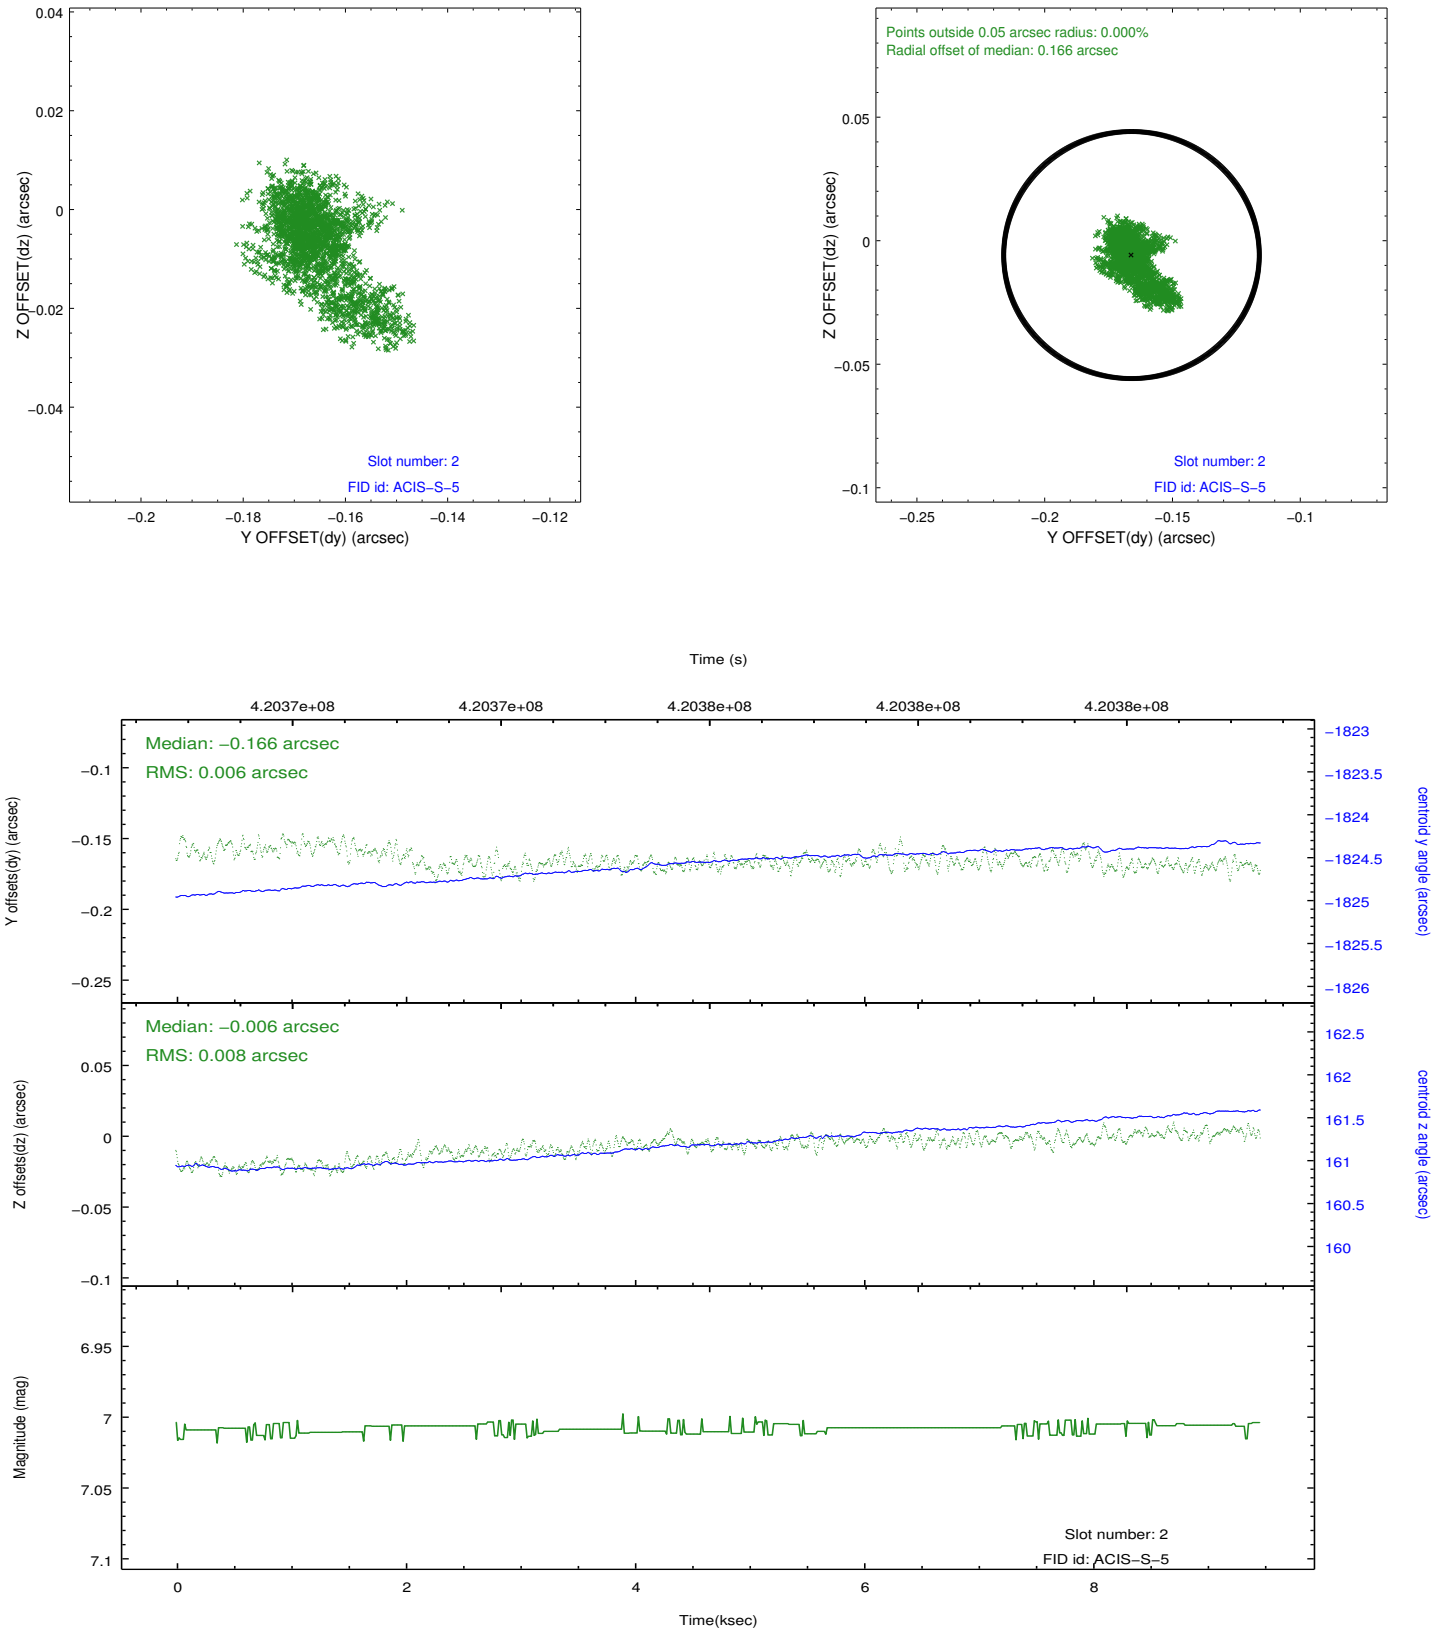 0.04
0.02
0
−0.02
−0.04
Z OFFSET(dz) (arcsec)
Slot number: 2
FID id: ACIS−S−5
−0.2
−0.18
−0.16
−0.14
−0.12
Y OFFSET(dy) (arcsec)
Points outside 0.05 arcsec radius: 0.000%
Radial offset of median: 0.166 arcsec
0.05
0
−0.05
−0.1
Z OFFSET(dz) (arcsec)
Slot number: 2
FID id: ACIS−S−5
−0.25
−0.2
−0.15
−0.1
Y OFFSET(dy) (arcsec)
Time (s)
4.2037e+08
4.2037e+08
4.2038e+08
4.2038e+08
4.2038e+08
Median: −0.166 arcsec
RMS: 0.006 arcsec
−0.1
−0.15
−0.2
−0.25
Y offsets(dy) (arcsec)
−1823
−1823.5
−1824
−1824.5
−1825
−1825.5
−1826
centroid y angle (arcsec)
Median: −0.006 arcsec
RMS: 0.008 arcsec
0.05
0
−0.05
−0.1
Z offsets(dz) (arcsec)
162.5
162
161.5
161
160.5
160
centroid z angle (arcsec)
6.95
7
7.05
7.1
Magnitude (mag)
Slot number: 2
FID id: ACIS−S−5
0
2
4
6
8
Time(ksec)